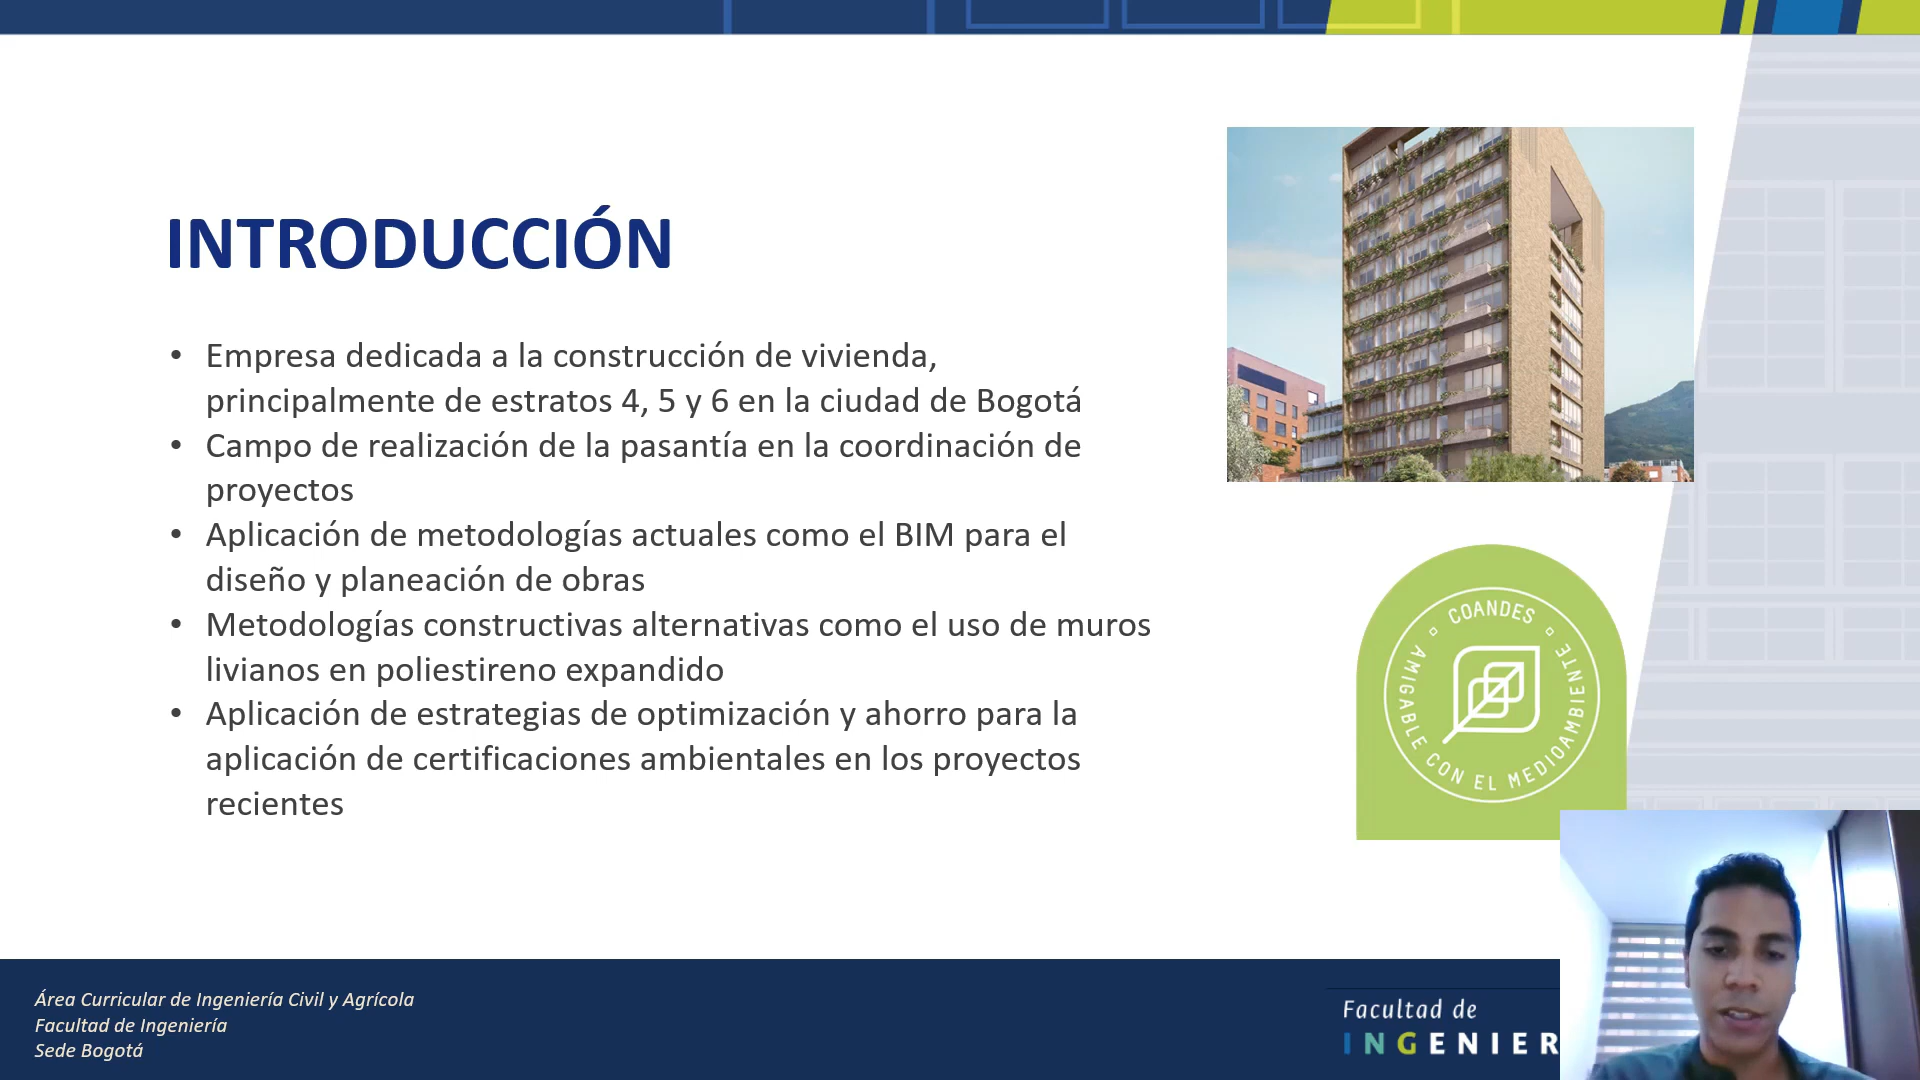 INTRODUCCIÓN
• Empresa dedicada a la construcción de vivienda,
principalmente de estratos 4, 5 y 6 en la ciudad de Bogotá
• Campo de realización de la pasantía en la coordinación de
proyectos
• Aplicación de metodologías actuales como el BIM para el
diseño y planeación de obras
• Metodologías constructivas alternativas como el uso de muros
livianos en poliestireno expandido
• Aplicación de estrategias de optimización y ahorro para la
aplicación de certificaciones ambientales en los proyectos
recientes
COANDES
AMIGABLE CON EL MEDIOAMBIENTE
Área Curricular de Ingeniería Civil y Agrícola
Facultad de Ingeniería
Sede Bogotá
Facultad de
INGENIER